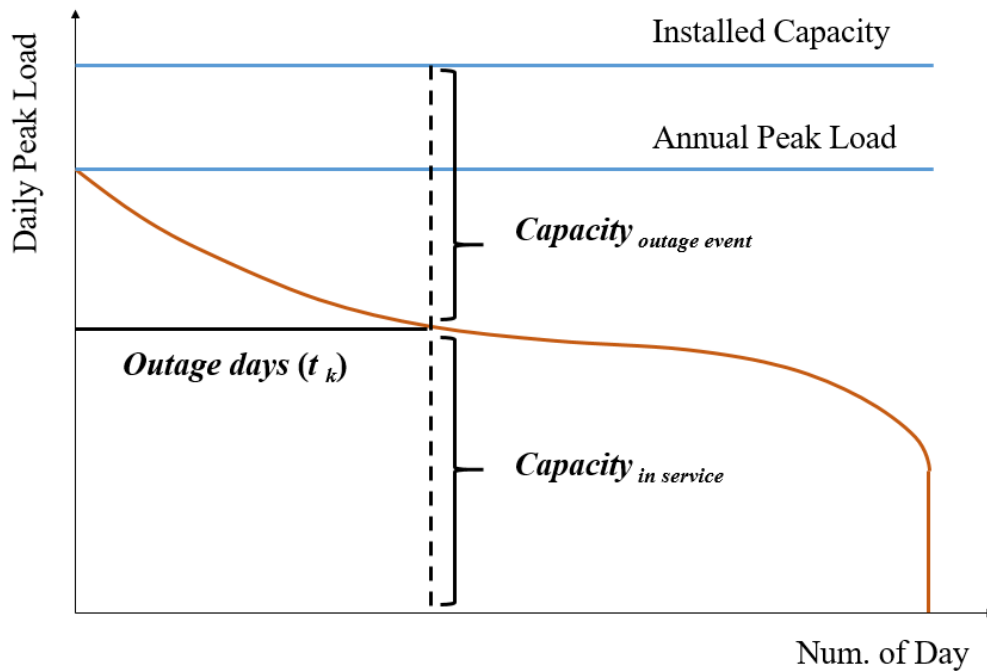 Installed Capacity
Daily Peak Load
Annual Peak Load
Capacity outage event
Outage days (t k)
Capacity in service
Num. of Day